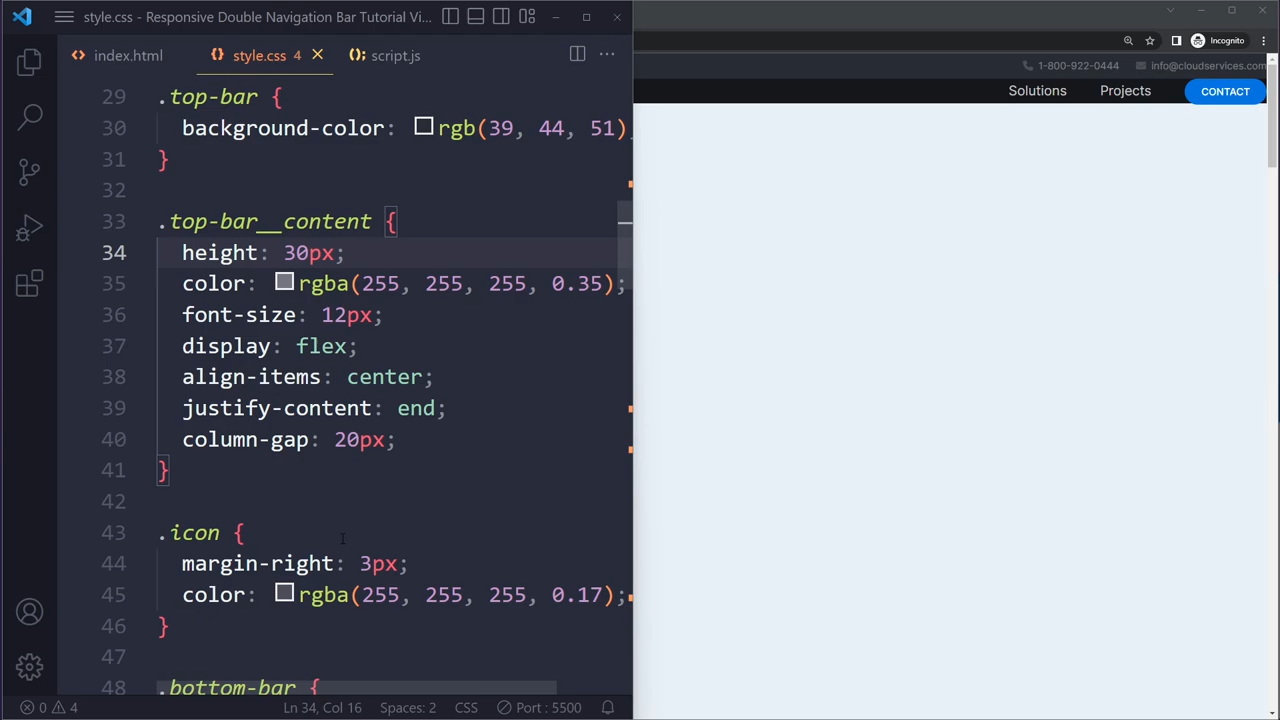 style.css - Responsive Double Navigation Bar Tutorial Vi...
Incognito
index.html
style.css 4
script.js
1-800-922-0444
info@cloudservices.com
Solutions
Projects
CONTACT
29 .top-bar {
30 background-color: rgb(39, 44, 51)
31 }
32
33 .top-bar__content {
34 height: 30px;
35 color: rgba(255, 255, 255, 0.35);
36 font-size: 12px;
37 display: flex;
38 align-items: center;
39 justify-content: end;
40 column-gap: 20px;
41 }
42
43 .icon {
44 margin-right: 3px;
45 color: rgba(255, 255, 255, 0.17);
46 }
47
48 .bottom-bar {
0 4 Ln 34, Col 16 Spaces: 2 CSS Port : 5500